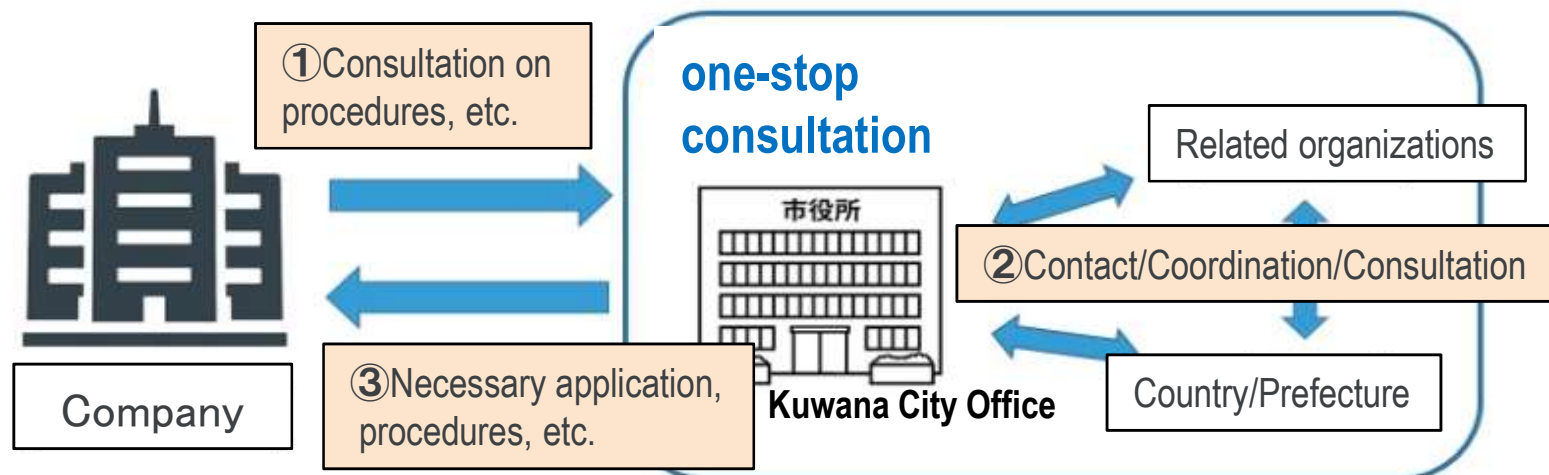 ①Consultation on
procedures, etc.
one-stop
consultation
Related organizations
市役所
②Contact/Coordination/Consultation
③Necessary application,
procedures, etc.
Kuwana City Office
Country/Prefecture
Company